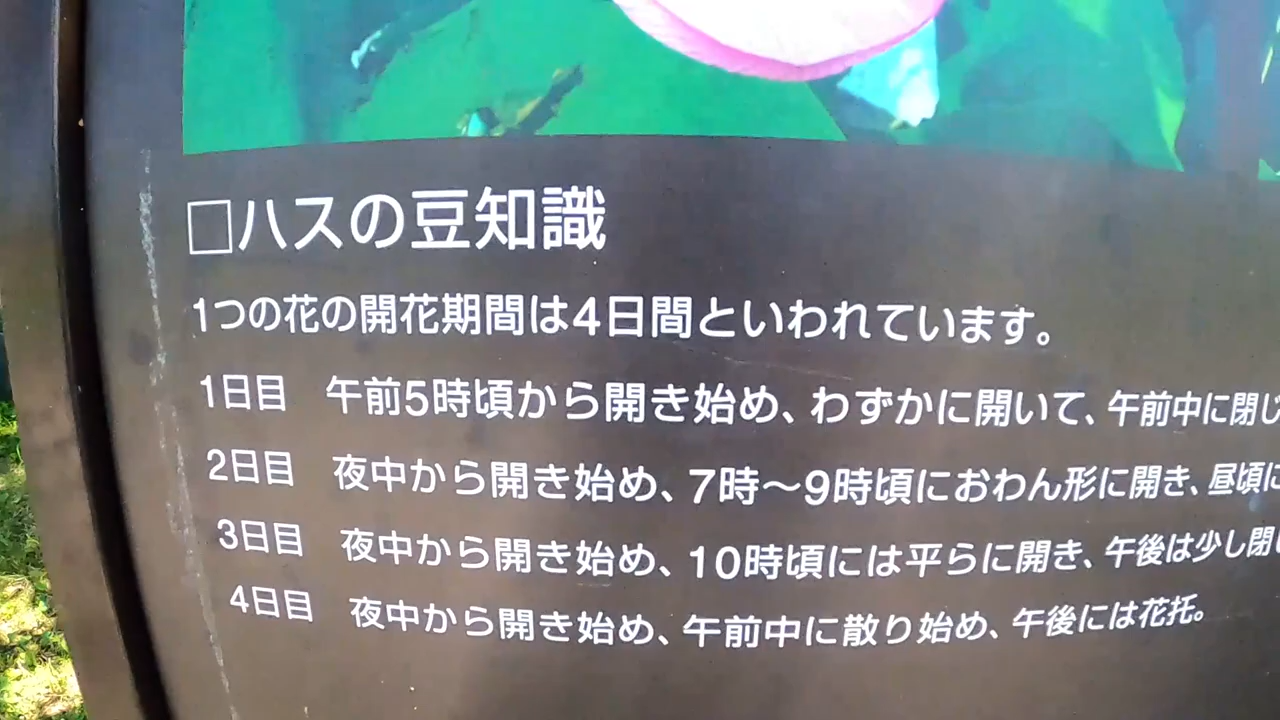 □ハスの豆知識
1つの花の開花期間は4日間といわれています。
1日目　午前5時頃から開き始め、わずかに開いて、午前中に閉じ
2日目　夜中から開き始め、7時～9時頃におわん形に開き、昼頃に
3日目　夜中から開き始め、10時頃には平らに開き、午後は少し閉じ
4日目　夜中から開き始め、午前中に散り始め、午後には花托。